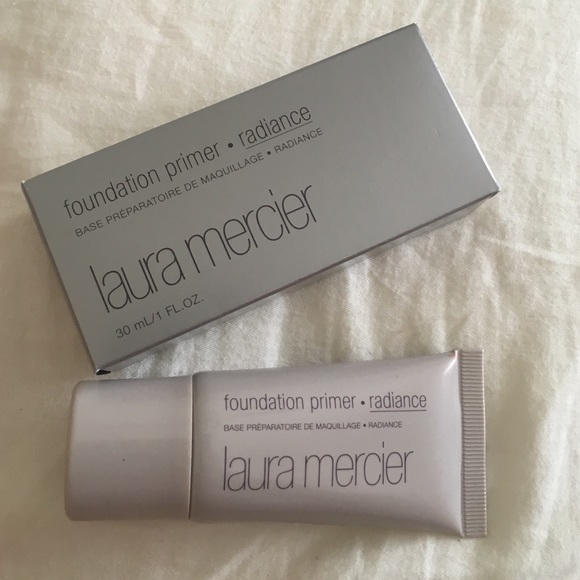 foundation primer • radiance
BASE PRÉPARATOIRE DE MAQUILLAGE • RADIANCE
laura mercier
30 mL/1 FL.OZ.
foundation primer • radiance
BASE PRÉPARATOIRE DE MAQUILLAGE • RADIANCE
laura mercier